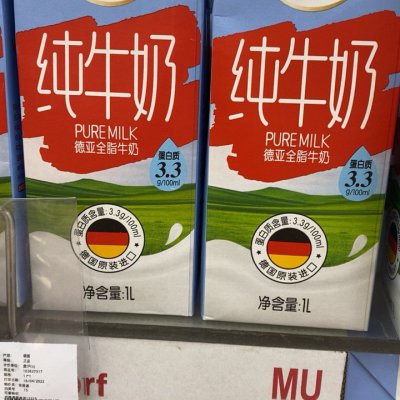 纯牛奶
PURE MILK
德亚全脂牛奶
蛋白质
3.3
g/100ml
蛋白质含量:3.3g/100ml
德国原装进口
净含量:1L
纯牛奶
PURE MILK
德亚全脂牛奶
蛋白质
3.3
g/100ml
蛋白质含量:3.3g/100ml
德国原装进口
净含量:1L
orf
MU